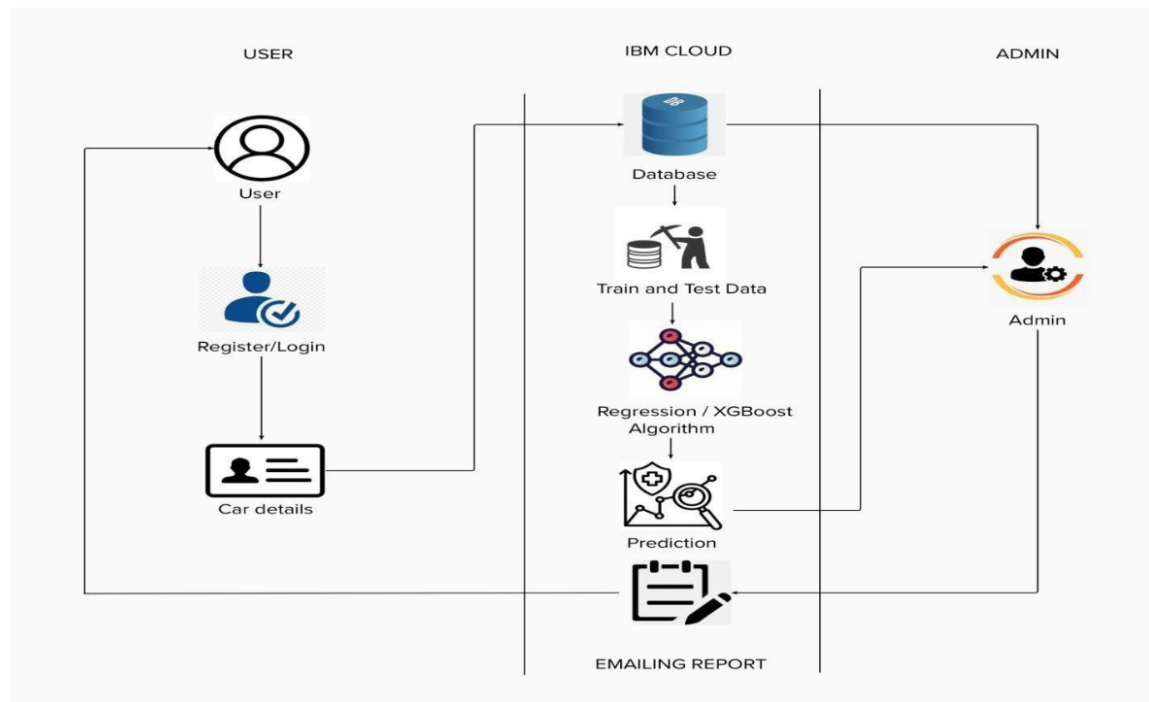 USER
IBM CLOUD
ADMIN
DB
User
Database
Register/Login
Train and Test Data
Admin
Regression / XGBoost
Algorithm
Car details
Prediction
EMAILING REPORT